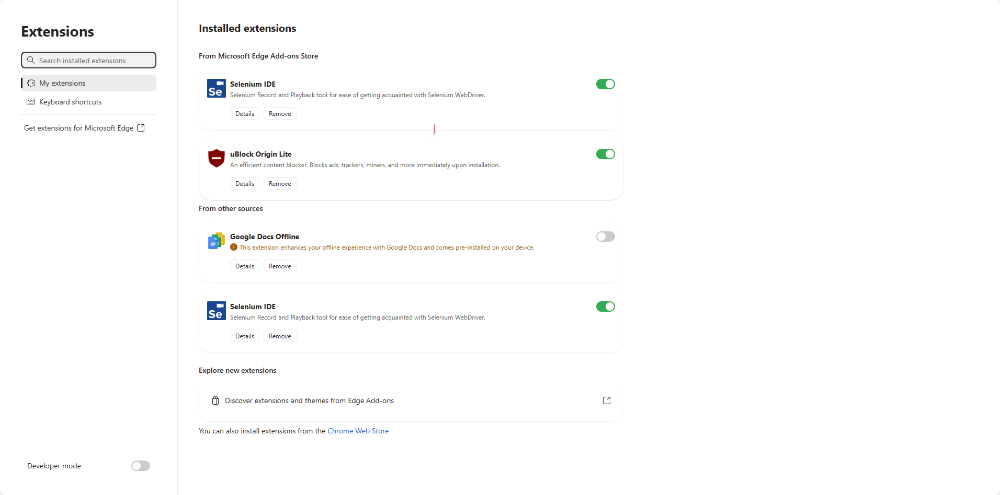 Extensions
Search installed extensions
My extensions
Keyboard shortcuts
Get extensions for Microsoft Edge
Developer mode
Installed extensions
From Microsoft Edge Add-ons Store
Se
Selenium IDE
Selenium Record and Playback tool for ease of getting acquainted with Selenium WebDriver.
Details Remove
uBlock Origin Lite
An efficient content blocker. Blocks ads, trackers, miners, and more immediately upon installation.
Details Remove
From other sources
Google Docs Offline
This extension enhances your offline experience with Google Docs and comes pre-installed on your device.
Details Remove
Se
Selenium IDE
Selenium Record and Playback tool for ease of getting acquainted with Selenium WebDriver.
Details Remove
Explore new extensions
Discover extensions and themes from Edge Add-ons
You can also install extensions from the Chrome Web Store